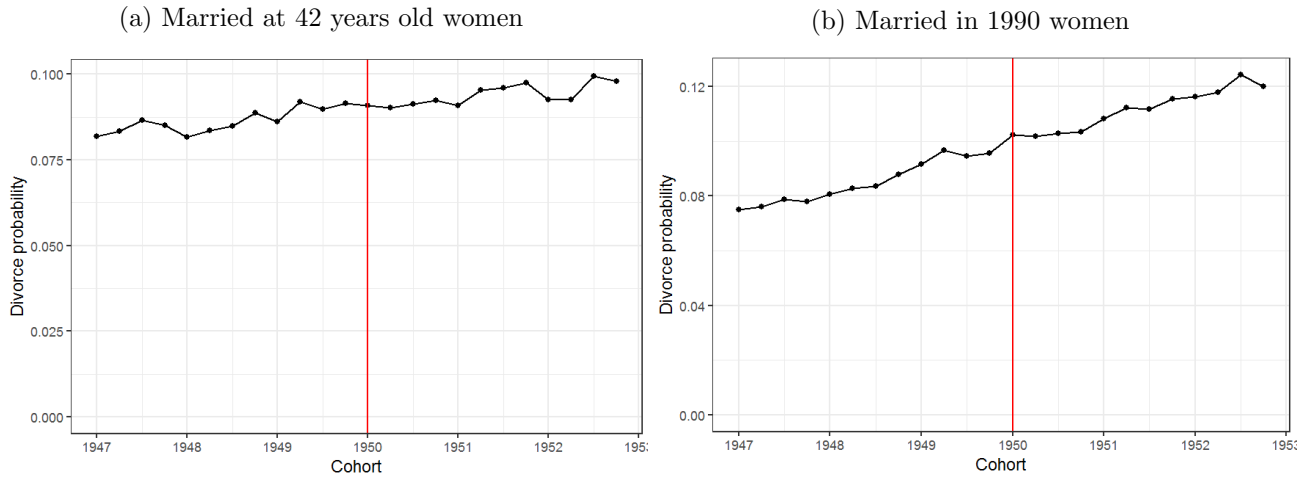 (a) Married at 42 years old women
0.100
0.075
0.050
0.025
0.000
Divorce probability
1947 1948 1949 1950 1951 1952 1953
Cohort
(b) Married in 1990 women
0.12
0.08
0.04
0.00
Divorce probability
1947 1948 1949 1950 1951 1952 1953
Cohort